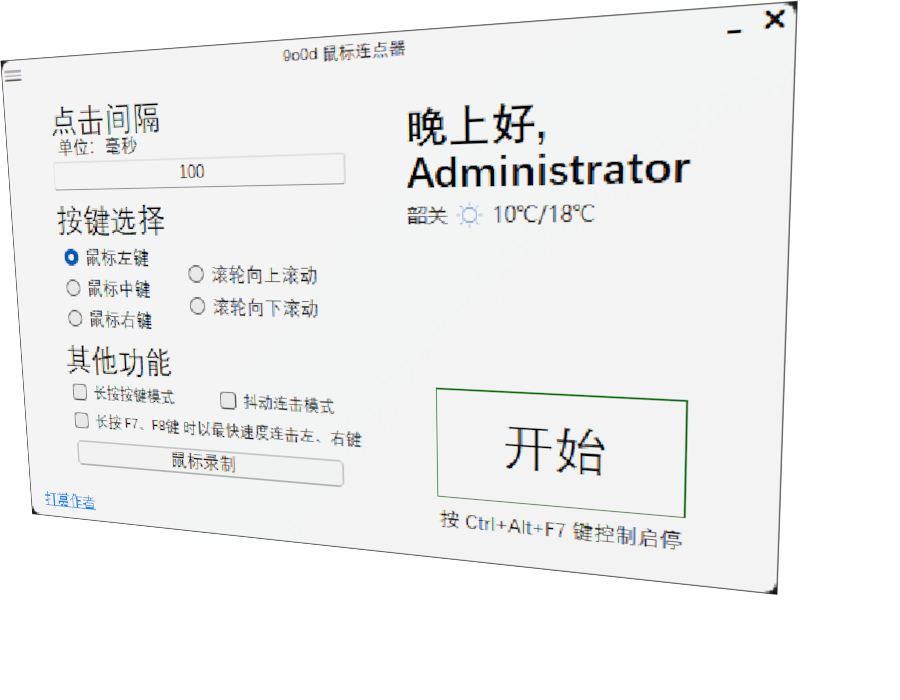 9o0d 鼠标连点器
点击间隔
单位：毫秒
100
按键选择
鼠标左键
鼠标中键
鼠标右键
滚轮向上滚动
滚轮向下滚动
其他功能
长按按键模式
抖动连击模式
长按 F7、F8键 时以最快速度连击左、右键
鼠标录制
打赏作者
晚上好,
Administrator
韶关 10℃/18℃
开始
按 Ctrl+Alt+F7 键控制启停